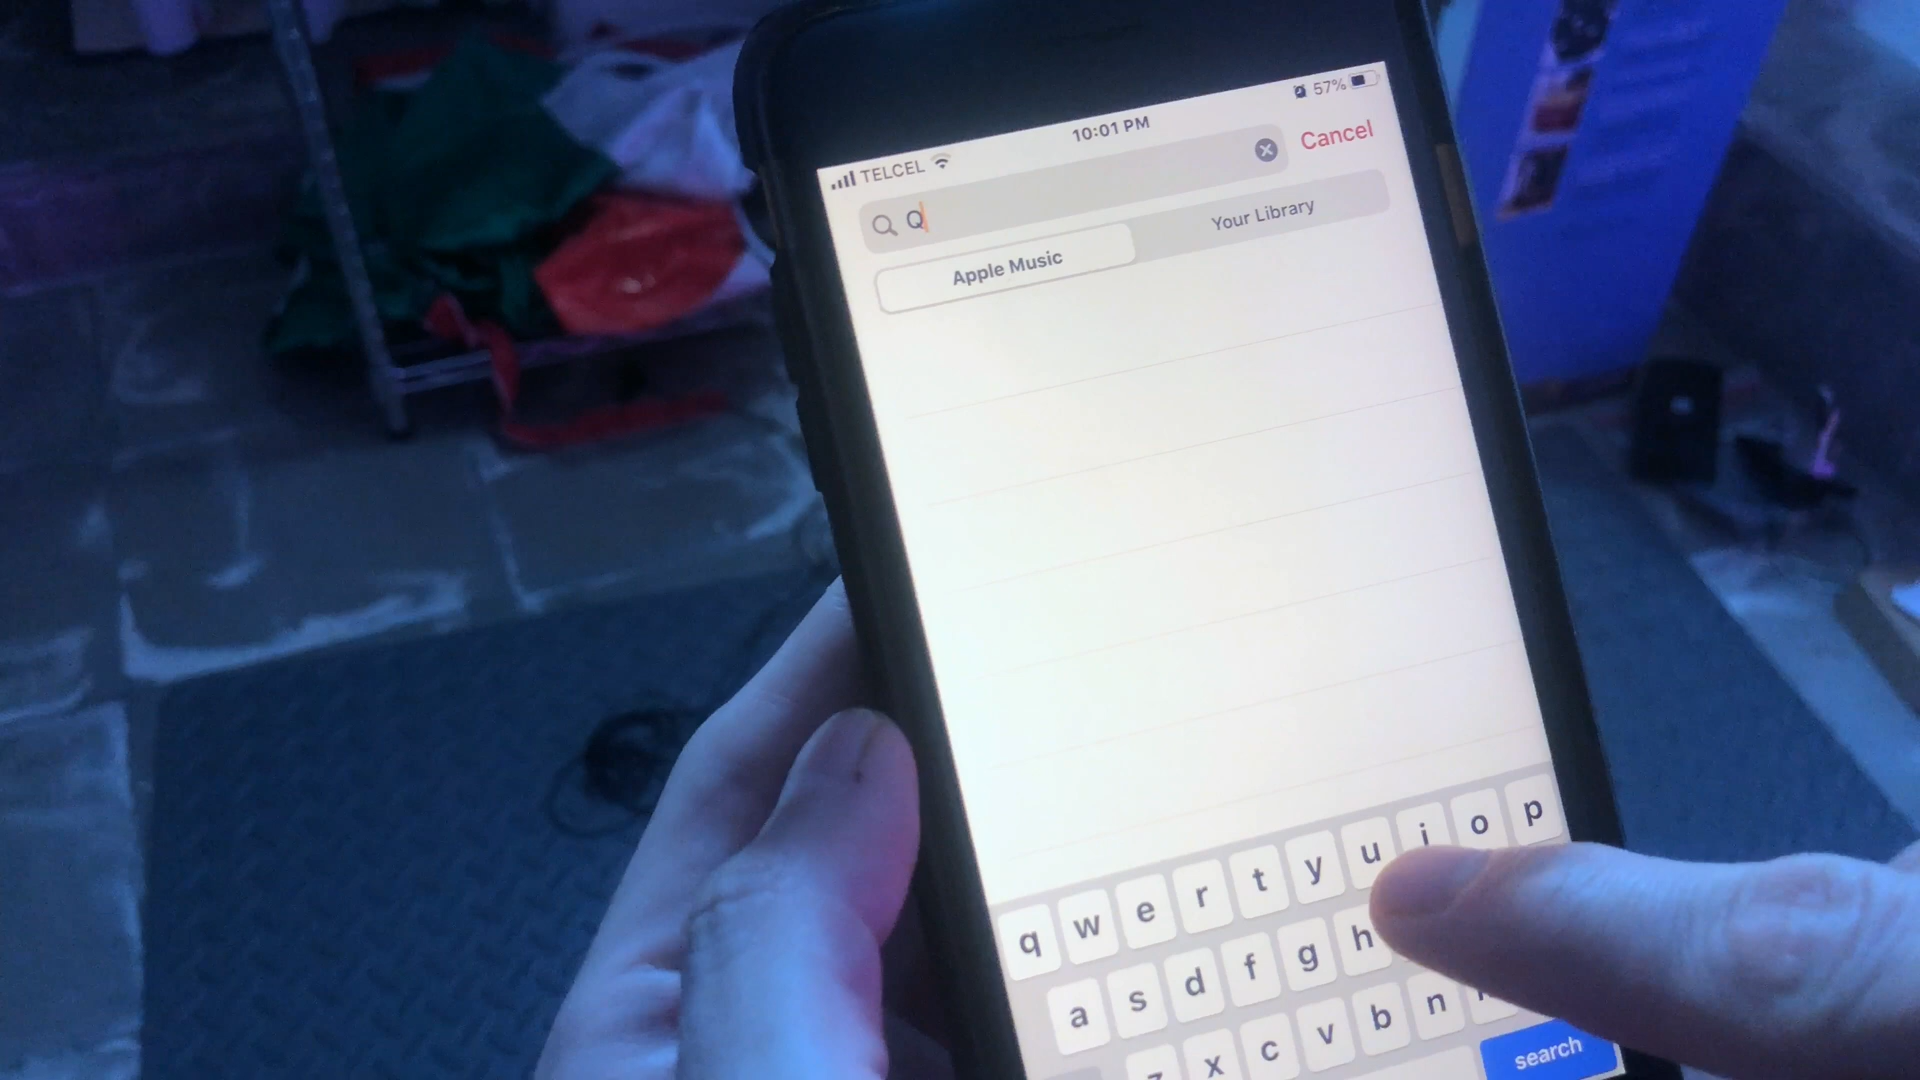 TELCEL 10:01 PM 57%
Q Cancel
Apple Music Your Library
q w e r t y u i o p
a s d f g h
z x c v b n
search